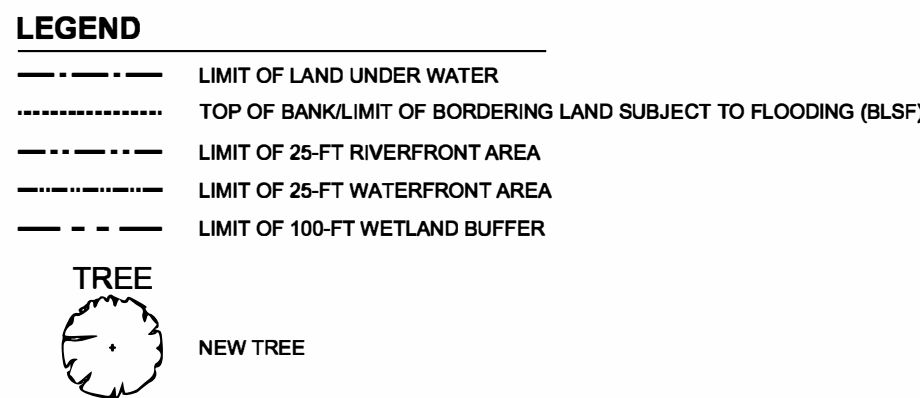 LEGEND
LIMIT OF LAND UNDER WATER
TOP OF BANK/LIMIT OF BORDERING LAND SUBJECT TO FLOODING (BLSF)
LIMIT OF 25-FT RIVERFRONT AREA
LIMIT OF 25-FT WATERFRONT AREA
LIMIT OF 100-FT WETLAND BUFFER
TREE
NEW TREE